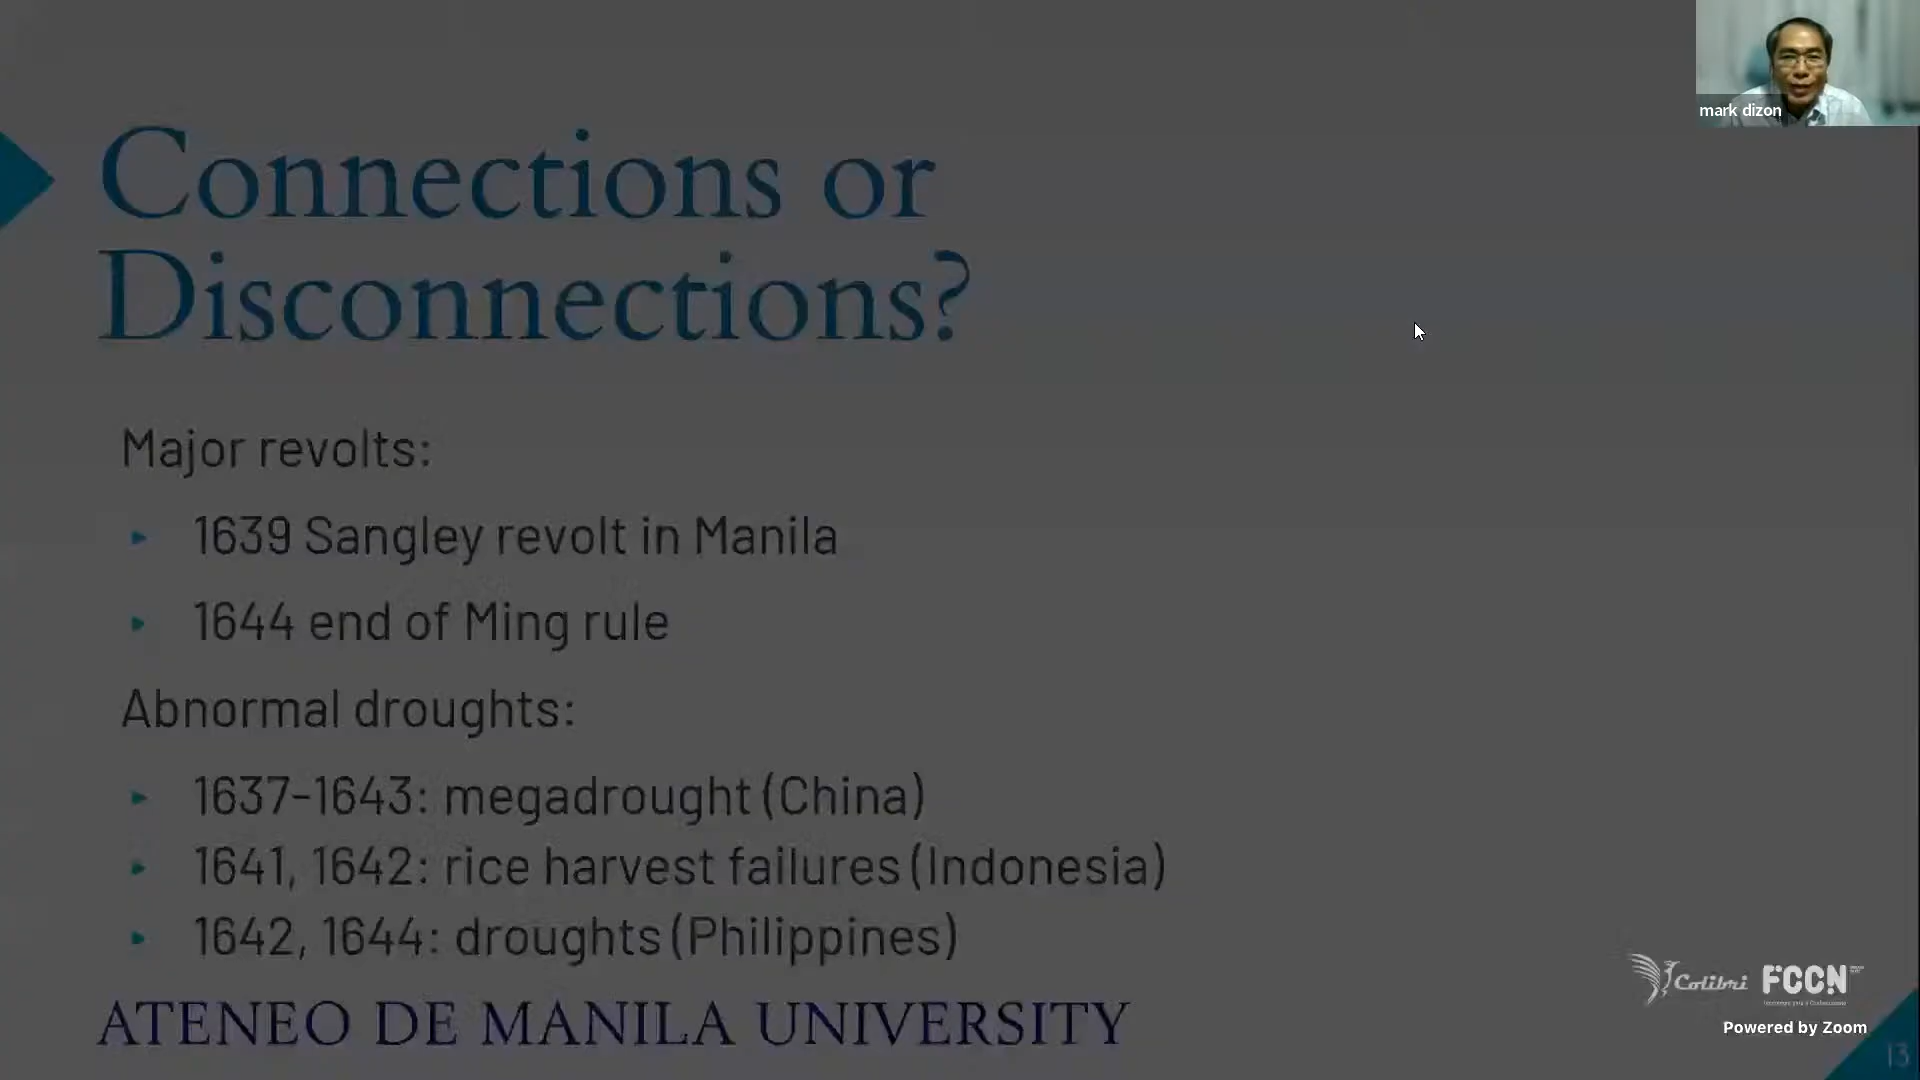 mark dizon
Connections or
Disconnections?
Major revolts:
1639 Sangley revolt in Manila
1644 end of Ming rule
Abnormal droughts:
1637-1643: megadrought (China)
1641, 1642: rice harvest failures (Indonesia)
1642, 1644: droughts (Philippines)
ATENEO DE MANILA UNIVERSITY
Colibri FCCN
Powered by Zoom
13